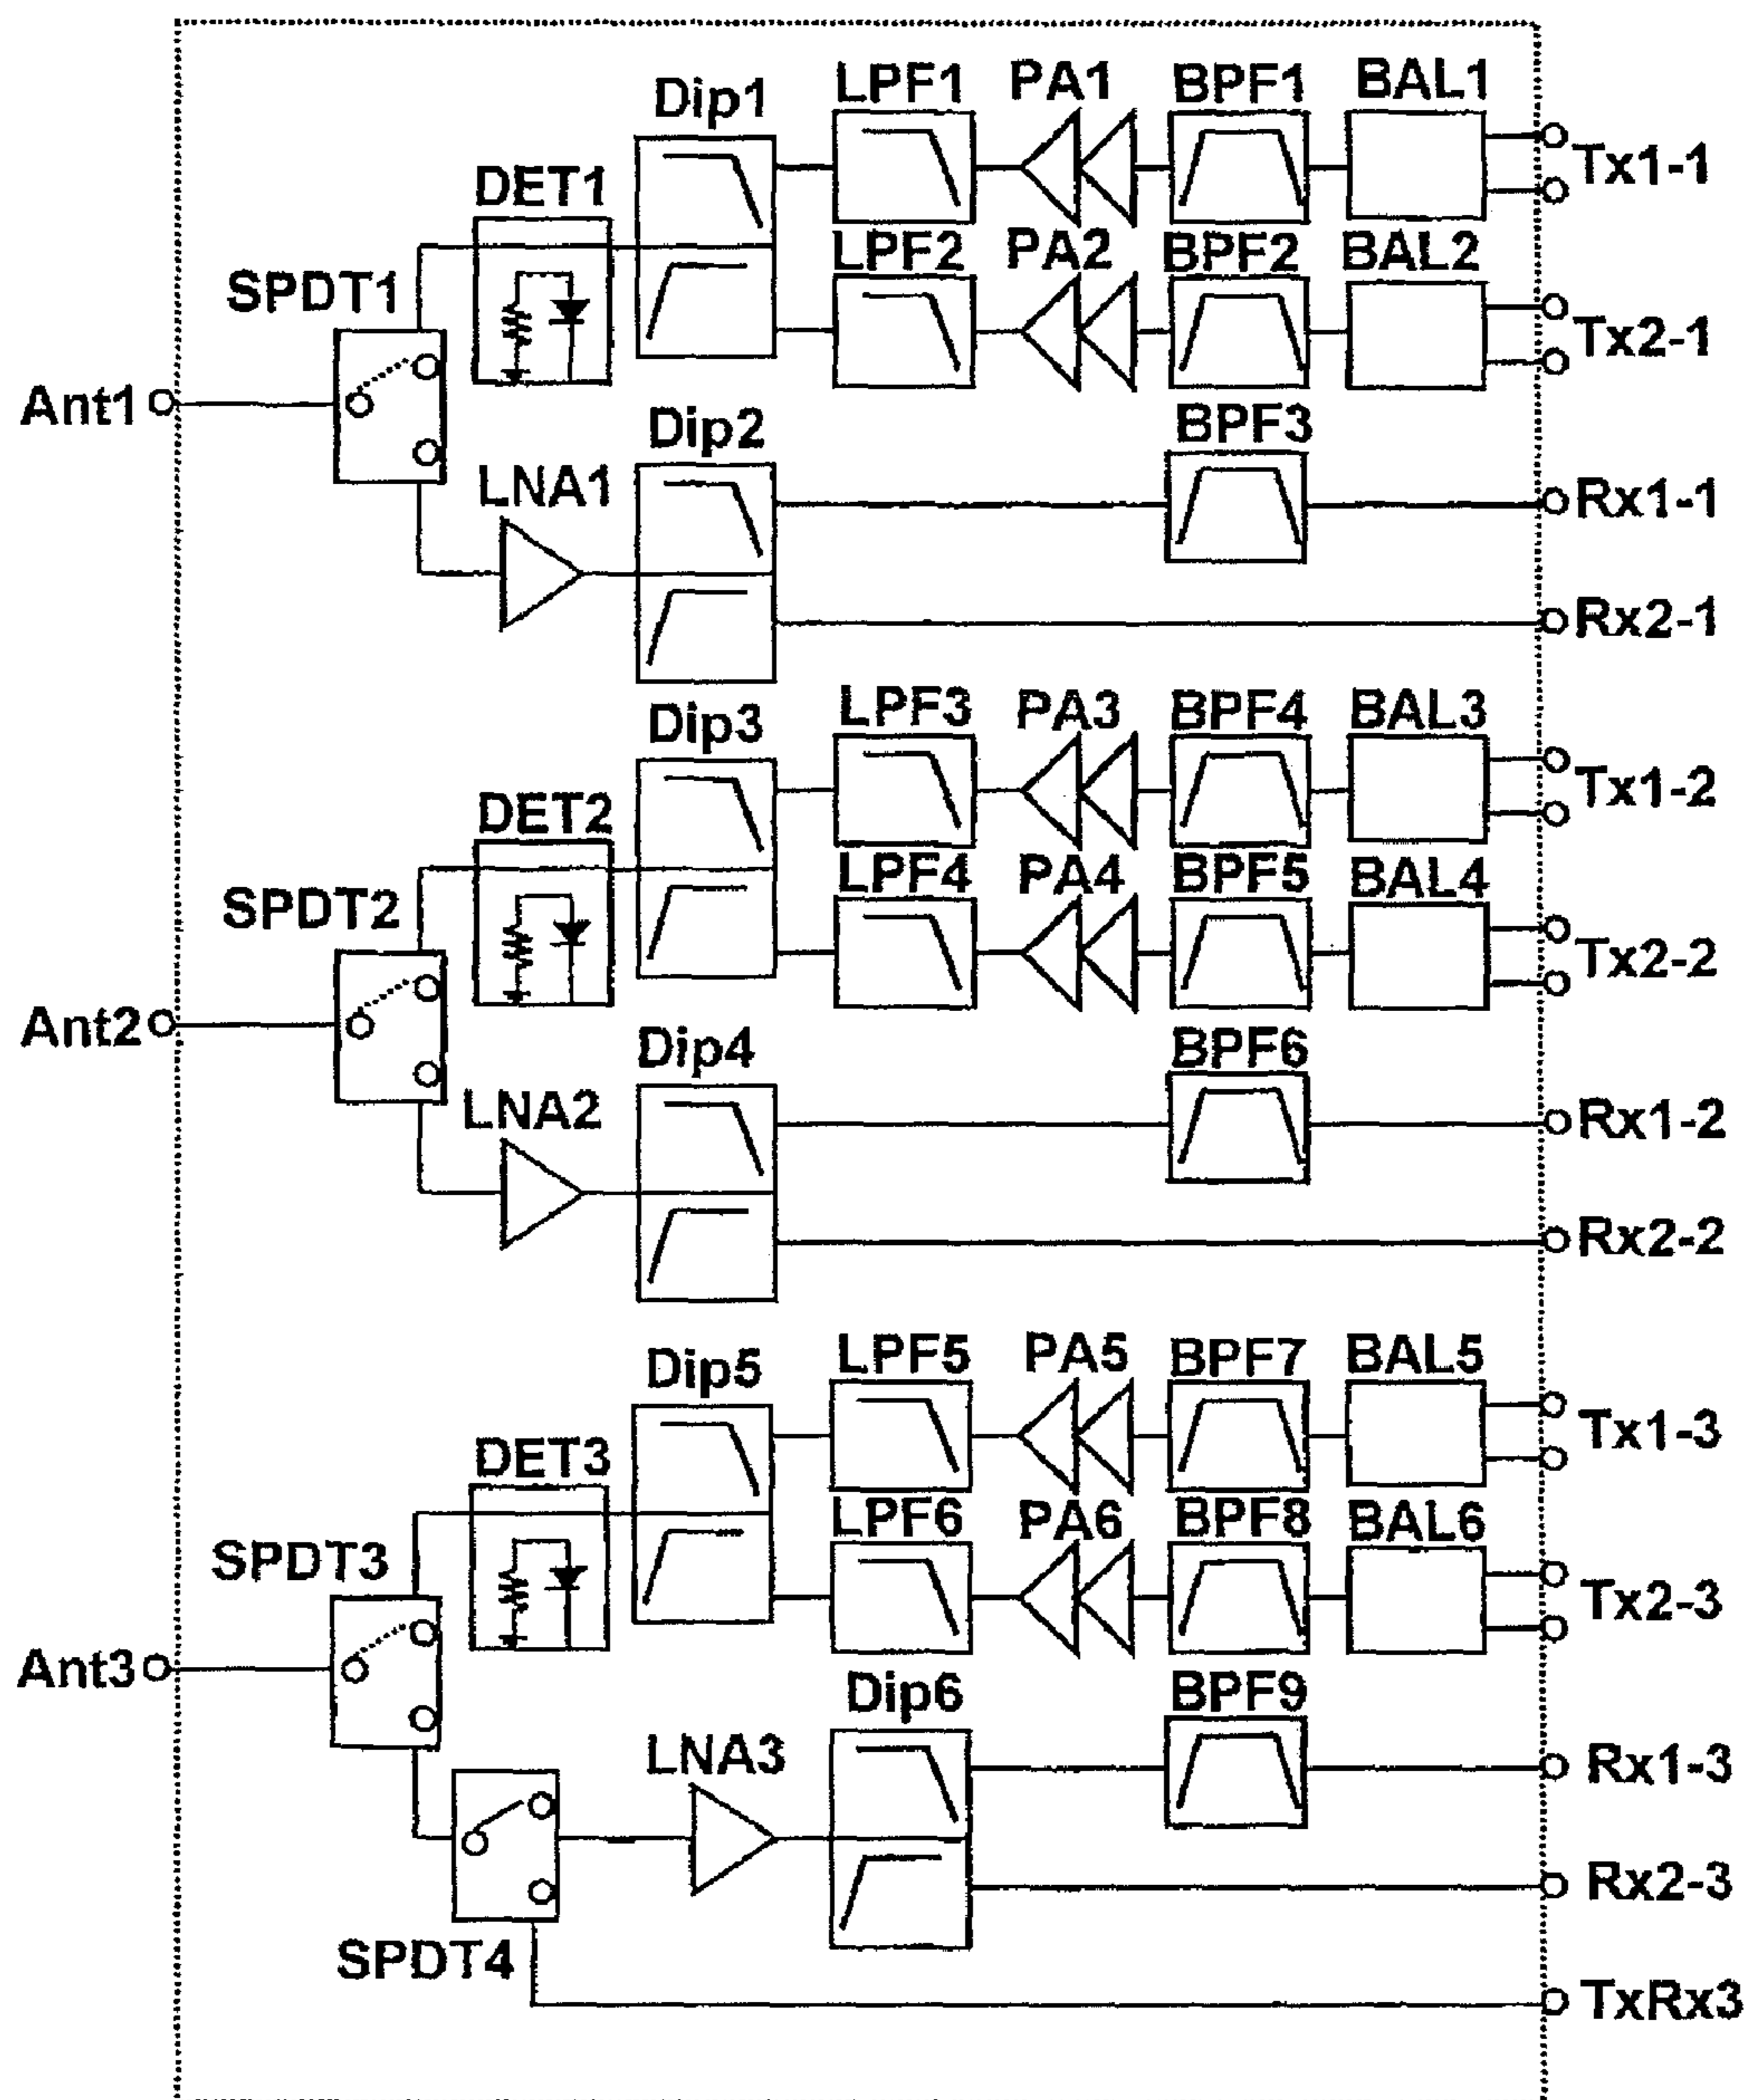 Dip1 LPF1 PA1 BPF1 BAL1
Tx1-1
DET1
LPF2 PA2 BPF2 BAL2
SPDT1
Tx2-1
Ant1
Dip2 BPF3
LNA1
Rx1-1
Rx2-1
Dip3 LPF3 PA3 BPF4 BAL3
Tx1-2
DET2
LPF4 PA4 BPF5 BAL4
SPDT2
Tx2-2
Ant2
Dip4 BPF6
LNA2
Rx1-2
Rx2-2
Dip5 LPF5 PA5 BPF7 BAL5
Tx1-3
DET3
LPF6 PA6 BPF8 BAL6
SPDT3
Tx2-3
Ant3
Dip6 BPF9
LNA3
Rx1-3
Rx2-3
SPDT4
TxRx3